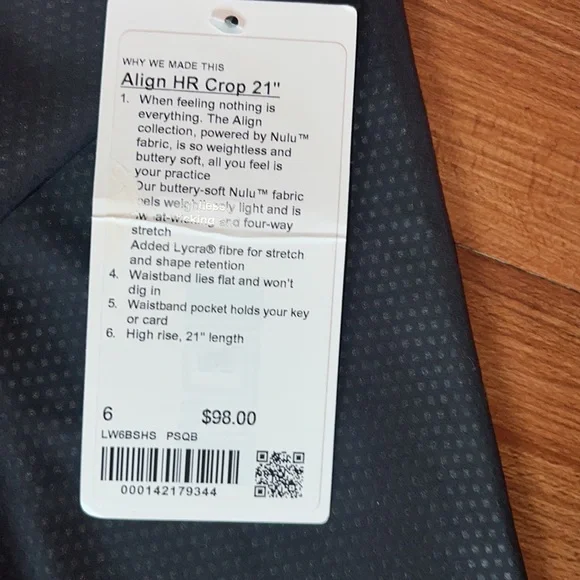 WHY WE MADE THIS
Align HR Crop 21"
1. When feeling nothing is
everything. The Align
collection, powered by Nulu™
fabric, is so weightless and
buttery soft, all you feel is
your practice
Our buttery-soft Nulu™ fabric
weightlessly light and is
and four-way
stretch
Added Lycra® fibre for stretch
and shape retention
4. Waistband lies flat and won't
dig in
5. Waistband pocket holds your key
or card
6. High rise, 21" length
6 $98.00
LW6BSHS PSQB
000142179344